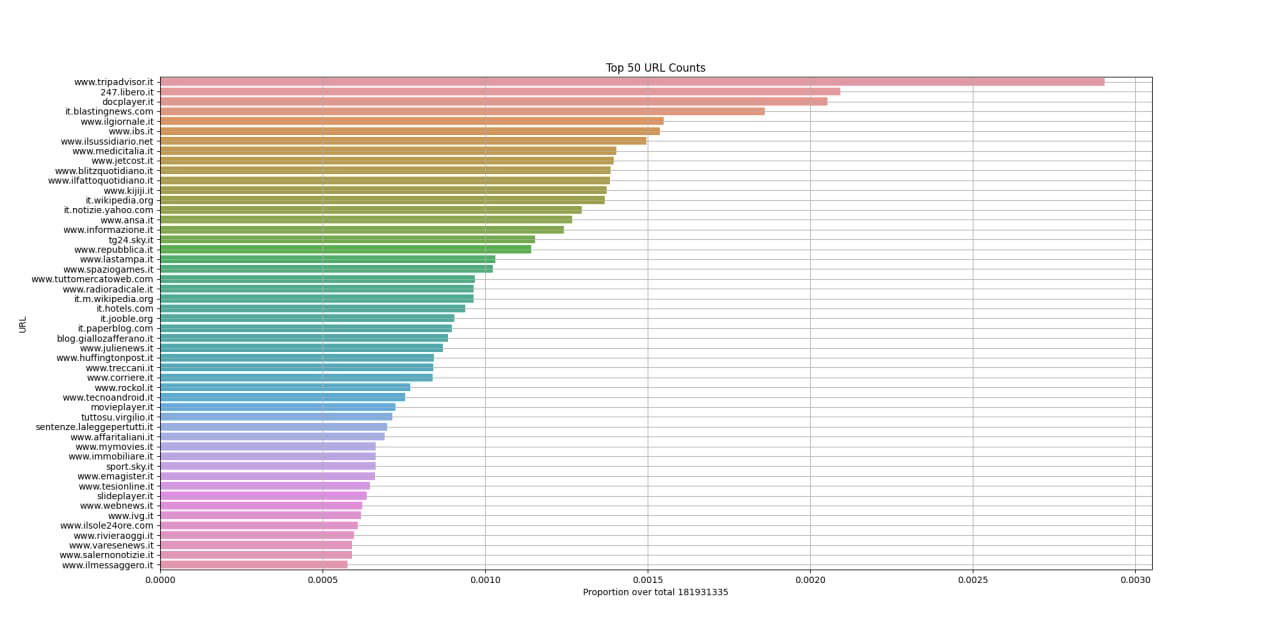 Top 50 URL Counts
www.tripadvisor.it
247.libero.it
docplayer.it
it.blastingnews.com
www.ilgiornale.it
www.ibs.it
www.ilsussidiario.net
www.medicitalia.it
www.jetcost.it
www.blitzquotidiano.it
www.ilfattoquotidiano.it
www.kijiji.it
it.wikipedia.org
it.notizie.yahoo.com
www.ansa.it
www.informazione.it
tg24.sky.it
www.repubblica.it
www.lastampa.it
www.spaziogames.it
www.tuttomercatoweb.com
www.radioradicale.it
it.m.wikipedia.org
it.hotels.com
it.jooble.org
it.paperblog.com
blog.giallozafferano.it
www.julienews.it
www.huffingtonpost.it
www.treccani.it
www.corriere.it
www.rockol.it
www.tecnoandroid.it
movieplayer.it
tuttosu.virgilio.it
sentenze.laleggepertutti.it
www.affaritaliani.it
www.mymovies.it
www.immobiliare.it
sport.sky.it
www.emagister.it
www.tesionline.it
slideplayer.it
www.webnews.it
www.ivg.it
www.ilsole24ore.com
www.rivieraoggi.it
www.varesenews.it
www.salernonotizie.it
www.ilmessaggero.it
URL
0.0000 0.0005 0.0010 0.0015 0.0020 0.0025 0.0030
Proportion over total 181931335